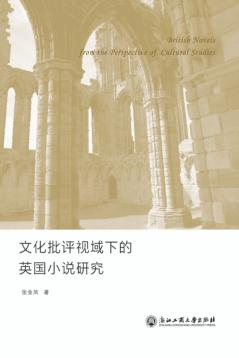 British Novels
from the Perspective of Cultural Studies
文化批评视域下的
英国小说研究
张金凤 著
浙江工商大学出版社
ZHEJIANG GONGSHANG UNIVERSITY PRESS